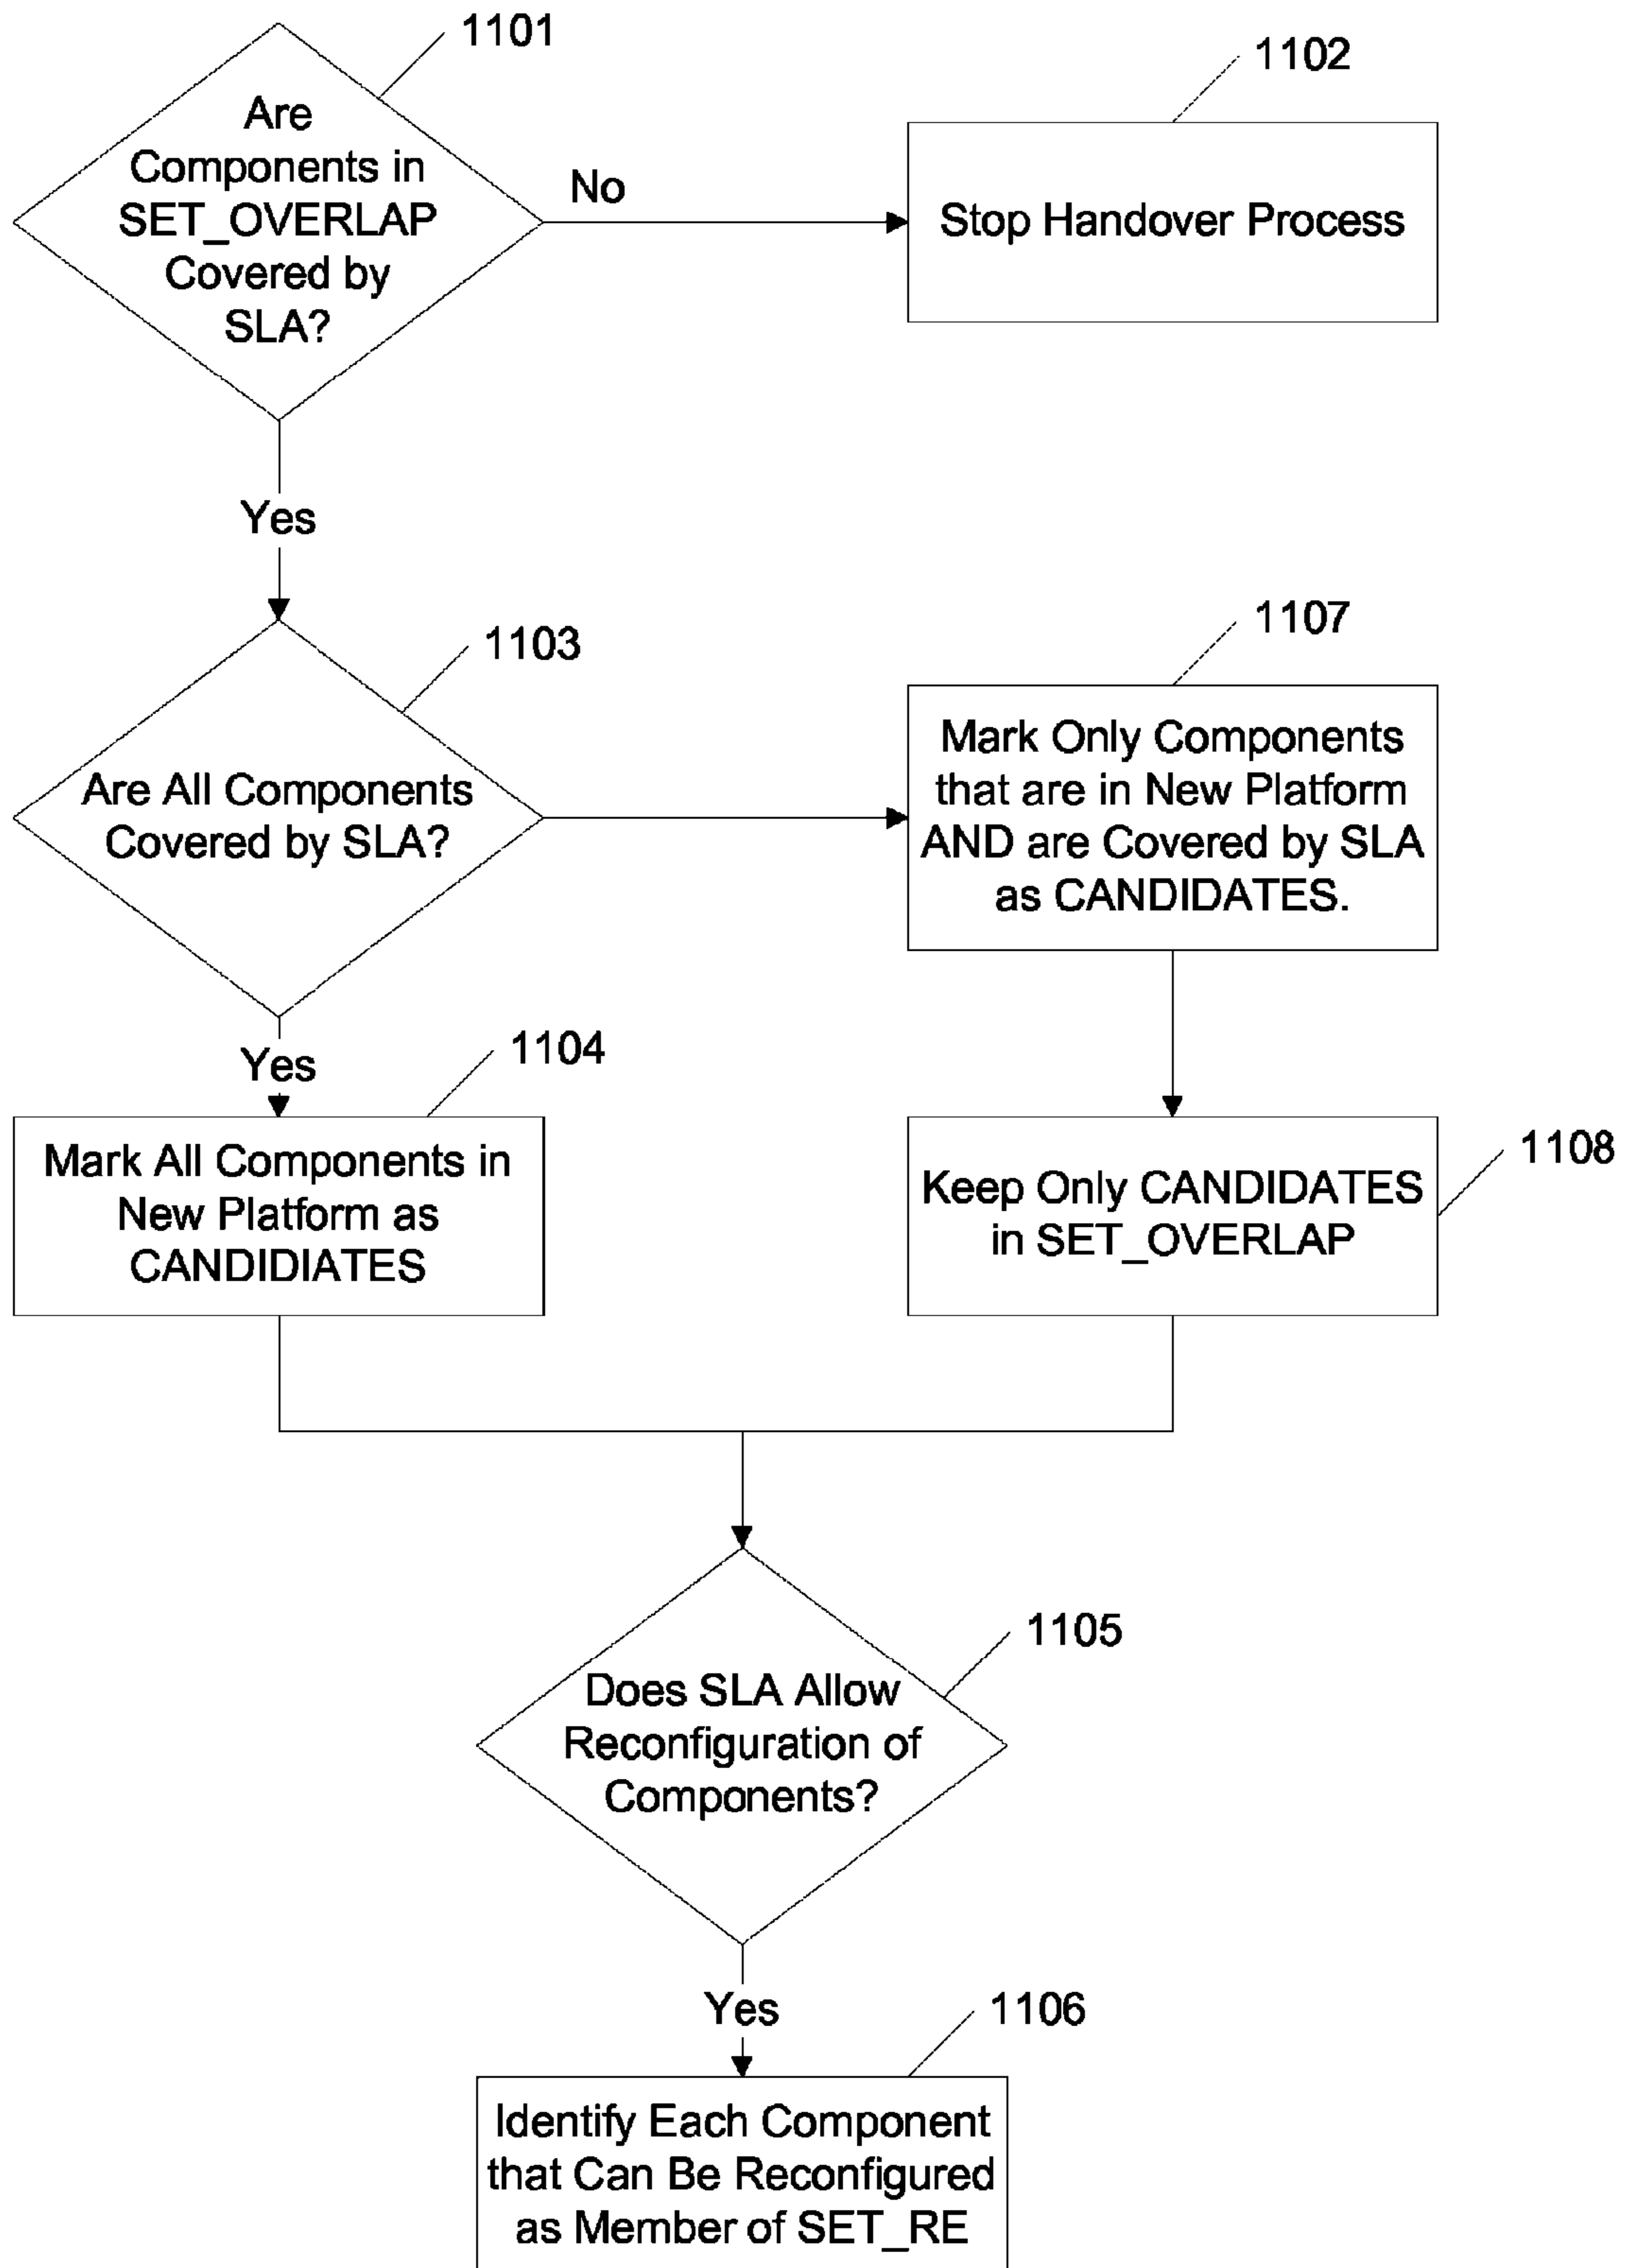 1101
Are
Components in
SET_OVERLAP
Covered by
SLA?
No
1102
Stop Handover Process
Yes
1103
Are All Components
Covered by SLA?
1107
Mark Only Components
that are in New Platform
AND are Covered by SLA
as CANDIDATES.
Yes
1104
Mark All Components in
New Platform as
CANDIDIATES
1108
Keep Only CANDIDATES
in SET_OVERLAP
1105
Does SLA Allow
Reconfiguration of
Components?
Yes
1106
Identify Each Component
that Can Be Reconfigured
as Member of SET_RE